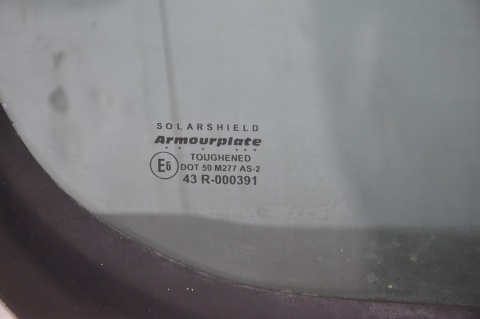 SOLARSHIELD
Armourplate
TOUGHENED
E6 DOT 50 M277 AS-2
43 R-000391